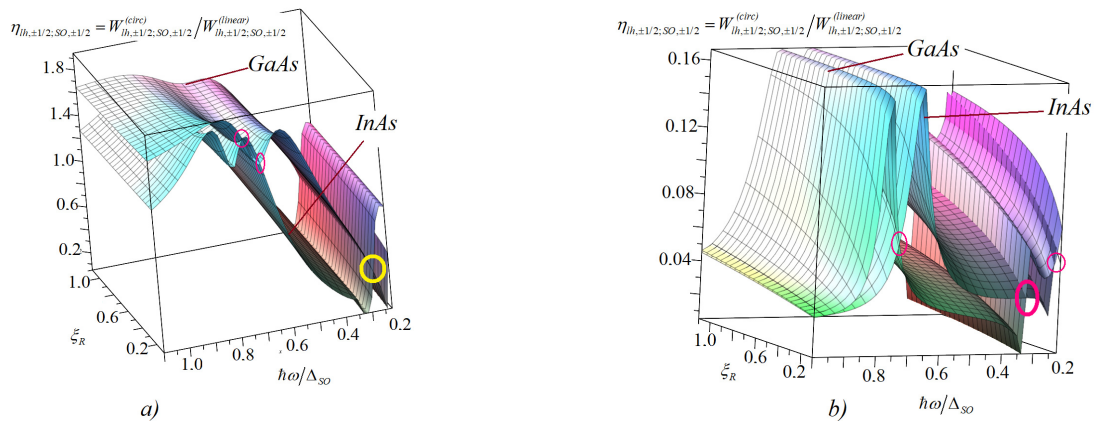 η_{lh,±1/2;SO,±1/2} = W^{(circ)}_{lh,±1/2;SO,±1/2} / W^{(linear)}_{lh,±1/2;SO,±1/2}
GaAs
InAs
1.8
1.4
1.0
0.6
0.2
1.0
0.6
0.2
ξ_R
1.0
0.8
0.6
0.4
0.2
ħω/Δ_{SO}
a)
η_{lh,±1/2;SO,±1/2} = W^{(circ)}_{lh,±1/2;SO,±1/2} / W^{(linear)}_{lh,±1/2;SO,±1/2}
GaAs
InAs
0.16
0.12
0.08
0.04
1.0
0.6
0.2
ξ_R
0.8
0.6
0.4
0.2
ħω/Δ_{SO}
b)